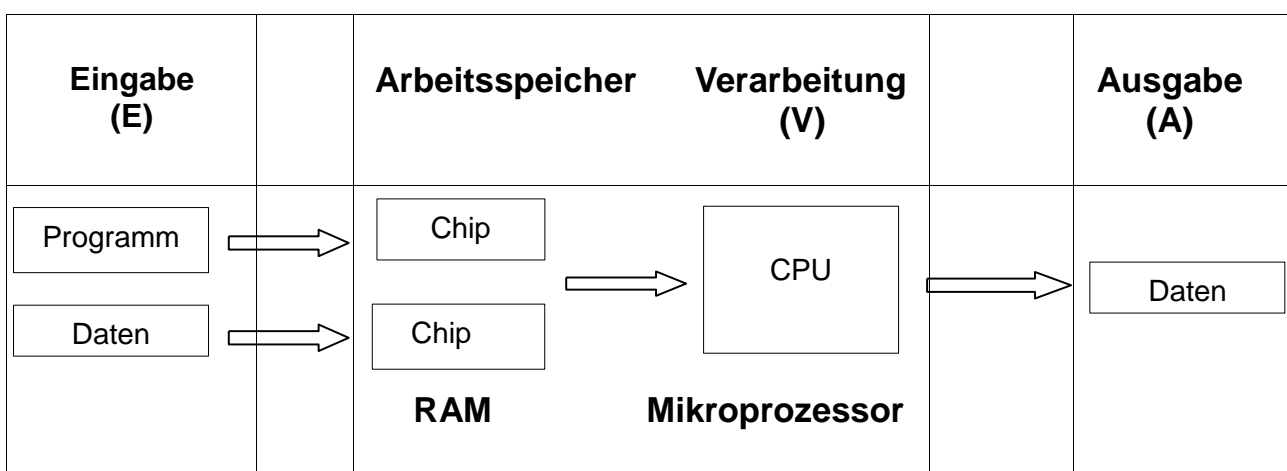 Eingabe
(E)
Arbeitsspeicher
Verarbeitung
(V)
Ausgabe
(A)
Programm
Chip
CPU
Daten
Daten
Chip
RAM
Mikroprozessor